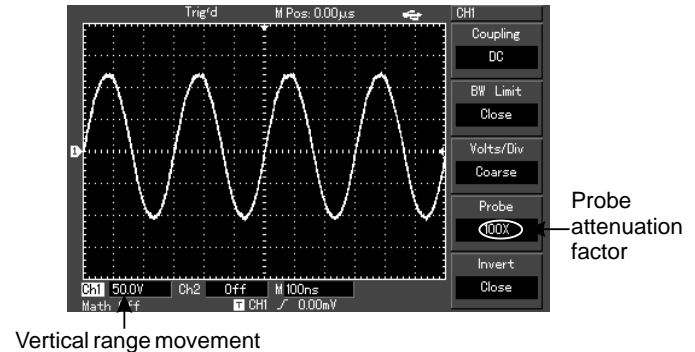 Trig'd M Pos: 0.00µs CH1
Coupling
DC
BW Limit
Close
Volts/Div
Coarse
Probe
100X
Invert
Close
1
Ch1 50.0V Ch2 Off M 100ns
Math Off T CH1 0.00mV
Probe
attenuation
factor
Vertical range movement